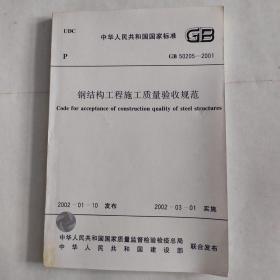 UDC
中华人民共和国国家标准 GB
P GB 50205-2001
钢结构工程施工质量验收规范
Code for acceptance of construction quality of steel structures
2002-01-10 发布 2002-03-01 实施
中华人民共和国国家质量监督检验检疫总局
中华人民共和国建设部
联合发布